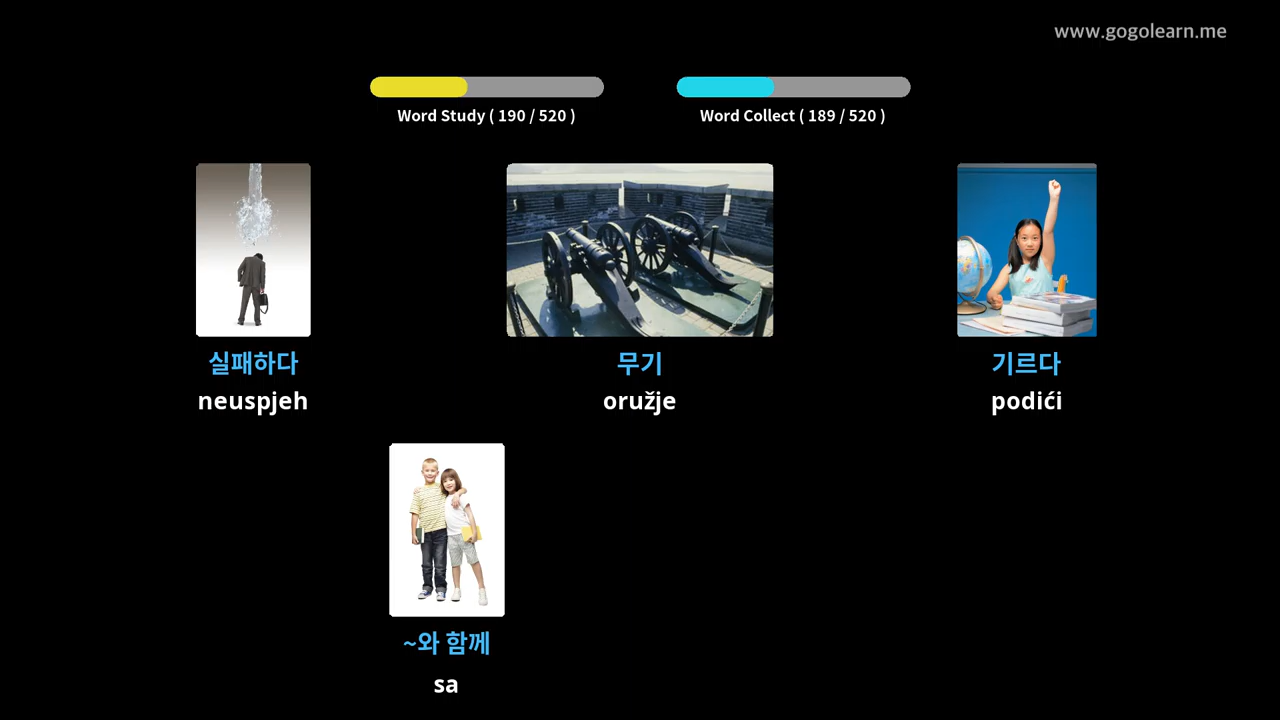 www.gogolearn.me
Word Study ( 190 / 520 )
Word Collect ( 189 / 520 )
실패하다
neuspjeh
무기
oružje
기르다
podići
~와 함께
sa